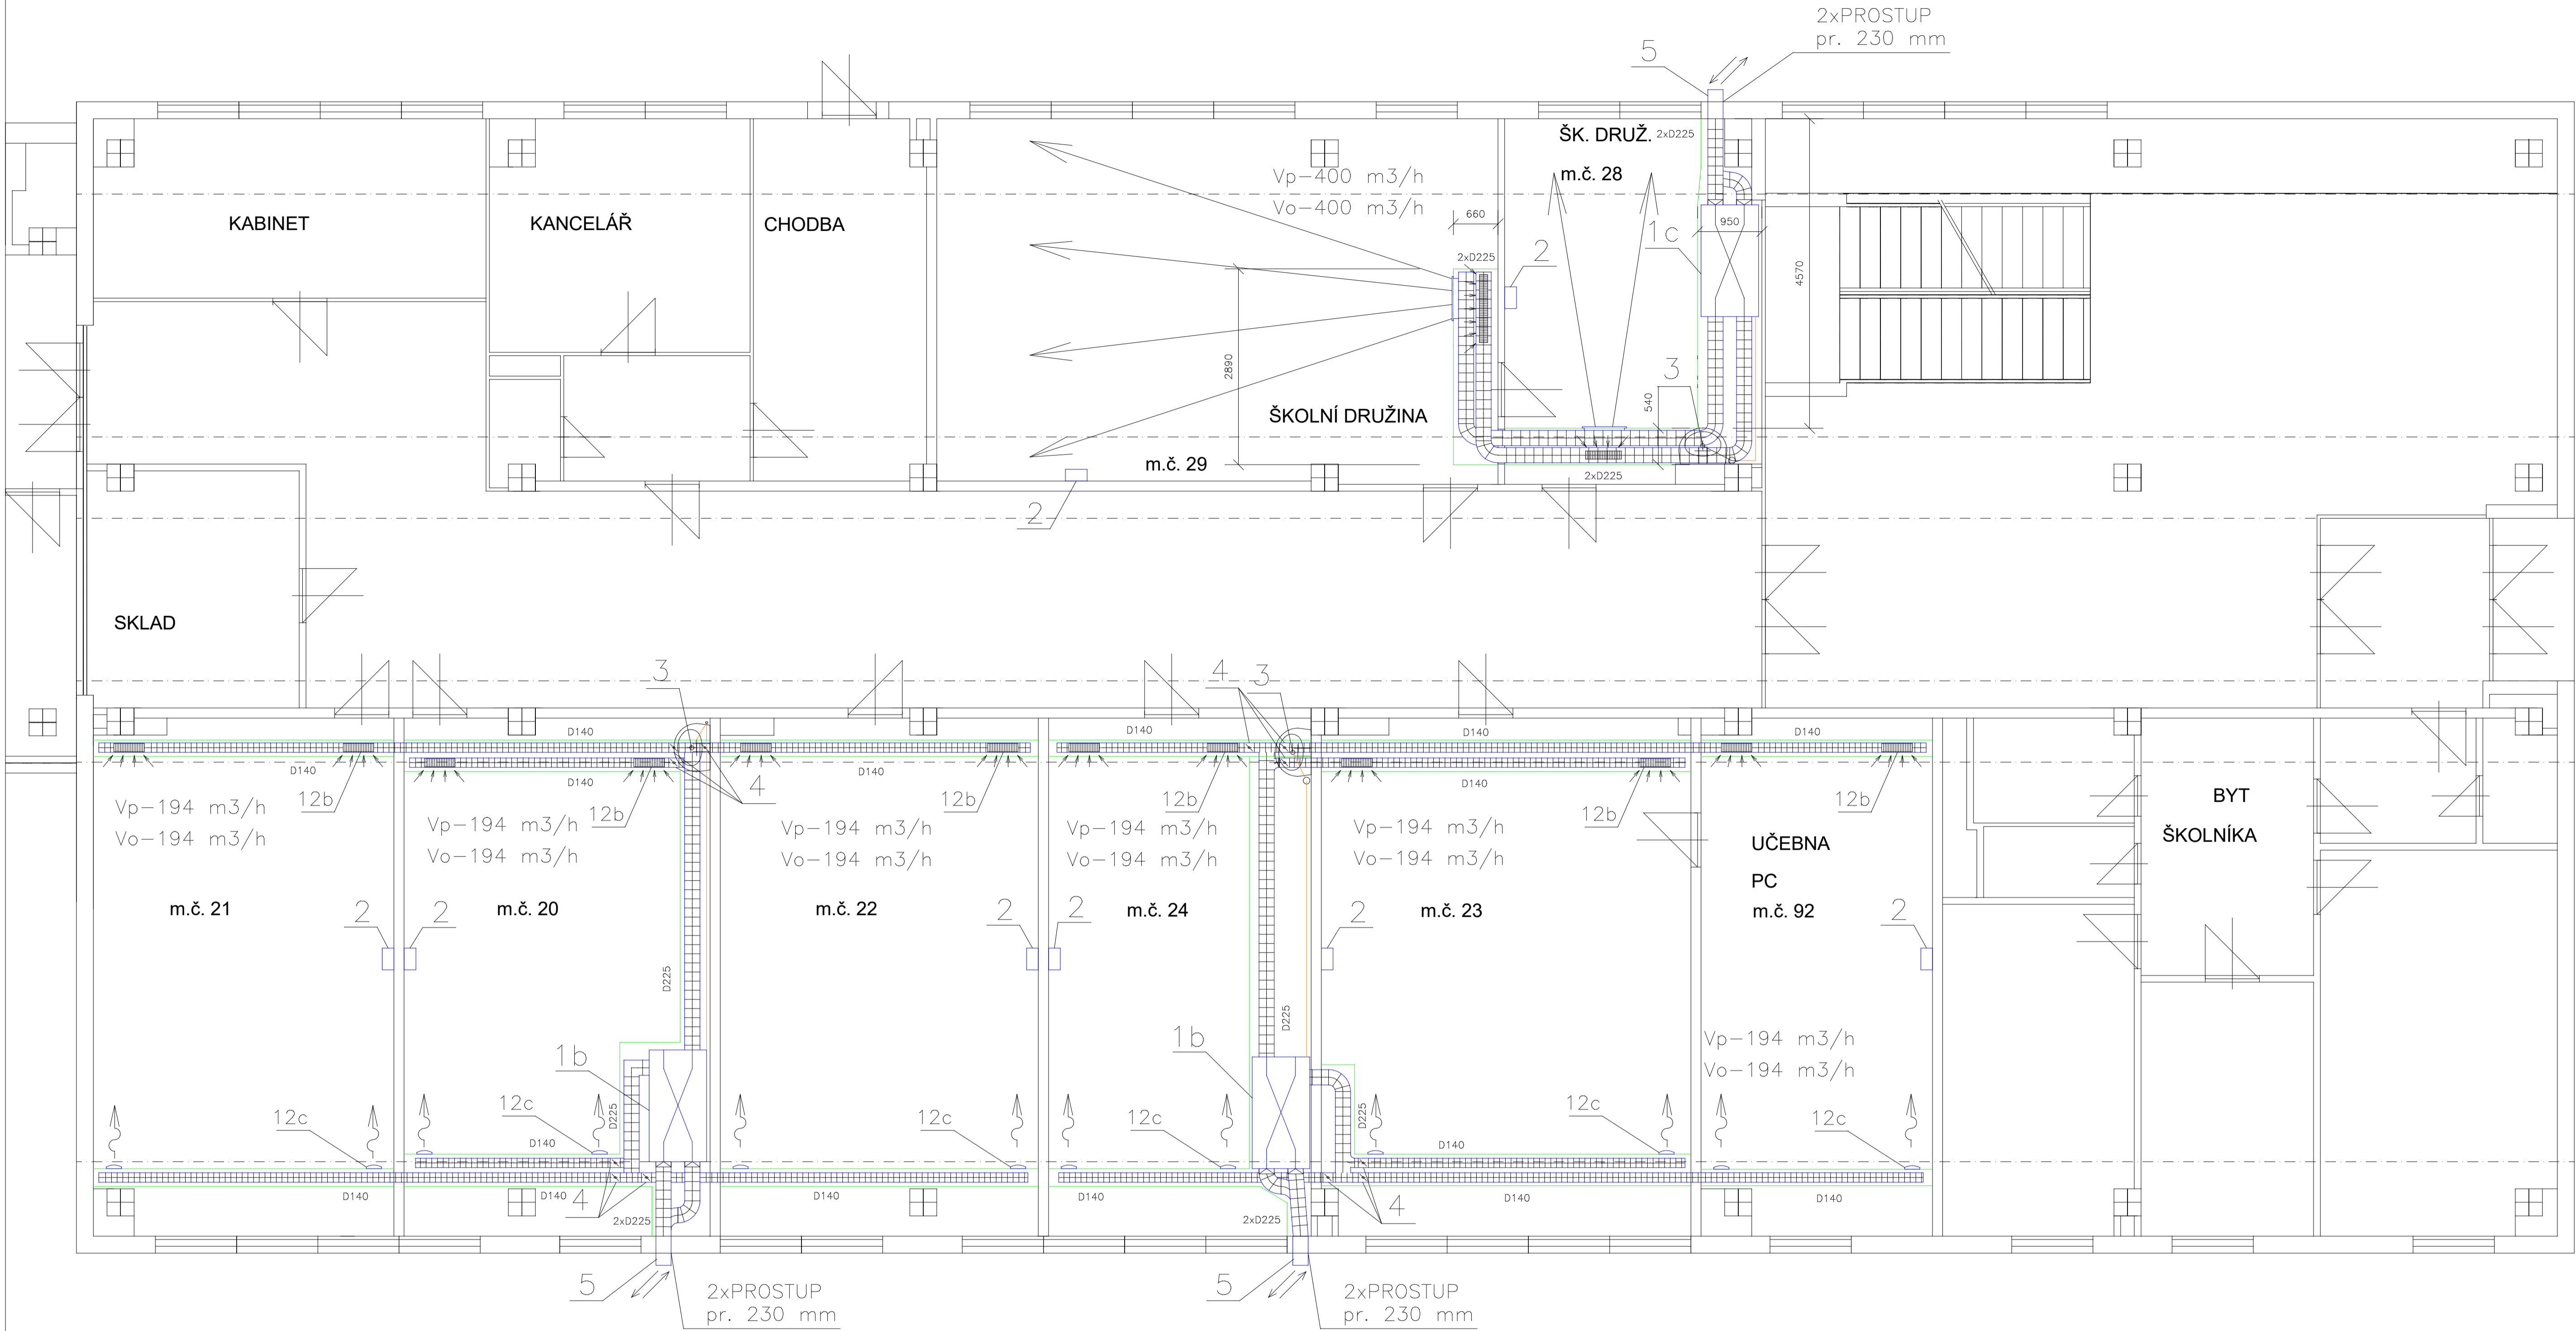 2xPROSTUP
pr. 230 mm
5
ŠK. DRUŽ.
2xD225
m.č. 28
Vp-400 m3/h
Vo-400 m3/h
KABINET
KANCELÁŘ
CHODBA
660
950
1c
2
2xD225
4570
2890
3
540
ŠKOLNÍ DRUŽINA
m.č. 29
2xD225
2
SKLAD
3
4
3
D140
D140
D140
D140
D140
D140
D140
D140
4
12b
12b
12b
12b
12b
12b
Vp-194 m3/h
Vo-194 m3/h
Vp-194 m3/h
Vo-194 m3/h
Vp-194 m3/h
Vo-194 m3/h
Vp-194 m3/h
Vo-194 m3/h
Vp-194 m3/h
Vo-194 m3/h
BYT
ŠKOLNÍKA
UČEBNA
PC
m.č. 92
m.č. 21
m.č. 20
m.č. 22
m.č. 24
m.č. 23
2
2
2
2
2
2
D225
D225
1b
1b
Vp-194 m3/h
Vo-194 m3/h
12c
12c
12c
12c
12c
12c
D225
D225
D140
D140
D140
D140
D140
D140
D140
D140
4
4
2xD225
2xD225
5
5
2xPROSTUP
pr. 230 mm
2xPROSTUP
pr. 230 mm